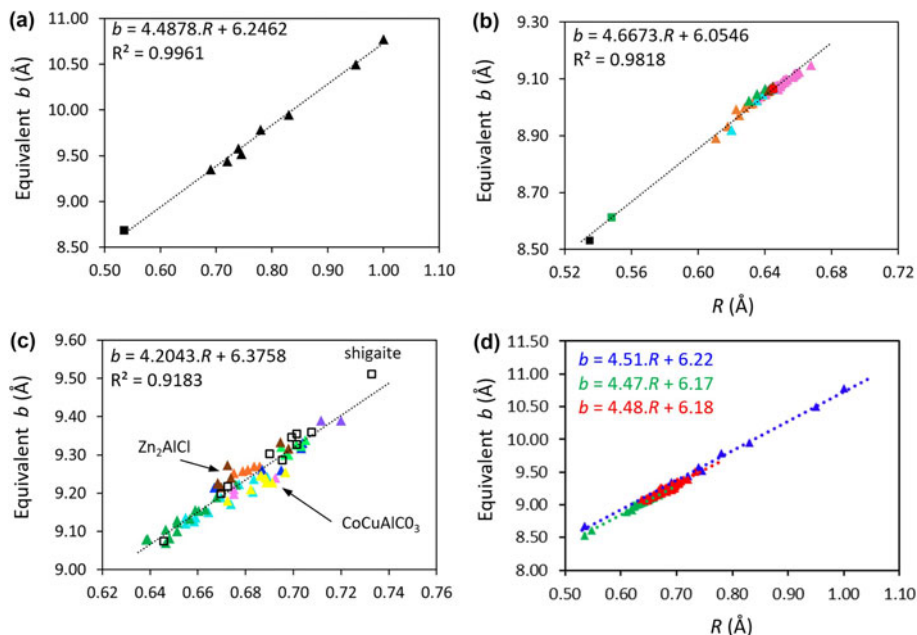 (a)
b = 4.4878.R + 6.2462
R² = 0.9961
Equivalent b (Å)
11.00
10.50
10.00
9.50
9.00
8.50
0.50 0.60 0.70 0.80 0.90 1.00 1.10
(b)
b = 4.6673.R + 6.0546
R² = 0.9818
Equivalent b (Å)
9.30
9.10
8.90
8.70
8.50
0.52 0.56 0.60 0.64 0.68 0.72
R (Å)
(c)
b = 4.2043.R + 6.3758
R² = 0.9183
shigaite
Zn₂AlCl
CoCuAlC0₃
Equivalent b (Å)
9.60
9.50
9.40
9.30
9.20
9.10
9.00
0.62 0.64 0.66 0.68 0.70 0.72 0.74 0.76
(d)
b = 4.51.R + 6.22
b = 4.47.R + 6.17
b = 4.48.R + 6.18
Equivalent b (Å)
11.50
11.00
10.50
10.00
9.50
9.00
8.50
8.00
0.50 0.60 0.70 0.80 0.90 1.00 1.10
R (Å)